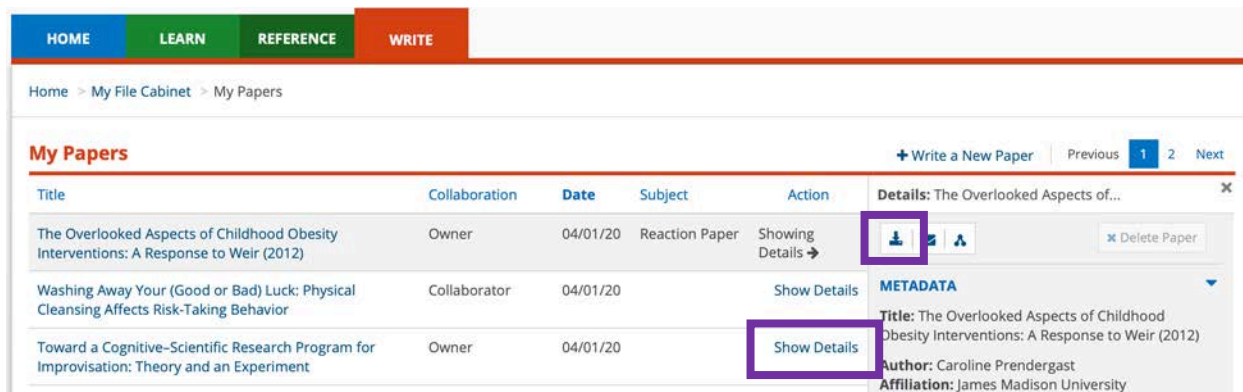 HOME LEARN REFERENCE WRITE
Home > My File Cabinet > My Papers
My Papers
+ Write a New Paper Previous 1 2 Next
Title Collaboration Date Subject Action
The Overlooked Aspects of Childhood Obesity
Interventions: A Response to Weir (2012)
Owner 04/01/20 Reaction Paper Showing
Details →
Washing Away Your (Good or Bad) Luck: Physical
Cleansing Affects Risk-Taking Behavior
Collaborator 04/01/20 Show Details
Toward a Cognitive–Scientific Research Program for
Improvisation: Theory and an Experiment
Owner 04/01/20 Show Details
Details: The Overlooked Aspects of... ×
× Delete Paper
METADATA
Title: The Overlooked Aspects of Childhood
Obesity Interventions: A Response to Weir (2012)
Author: Caroline Prendergast
Affiliation: James Madison University